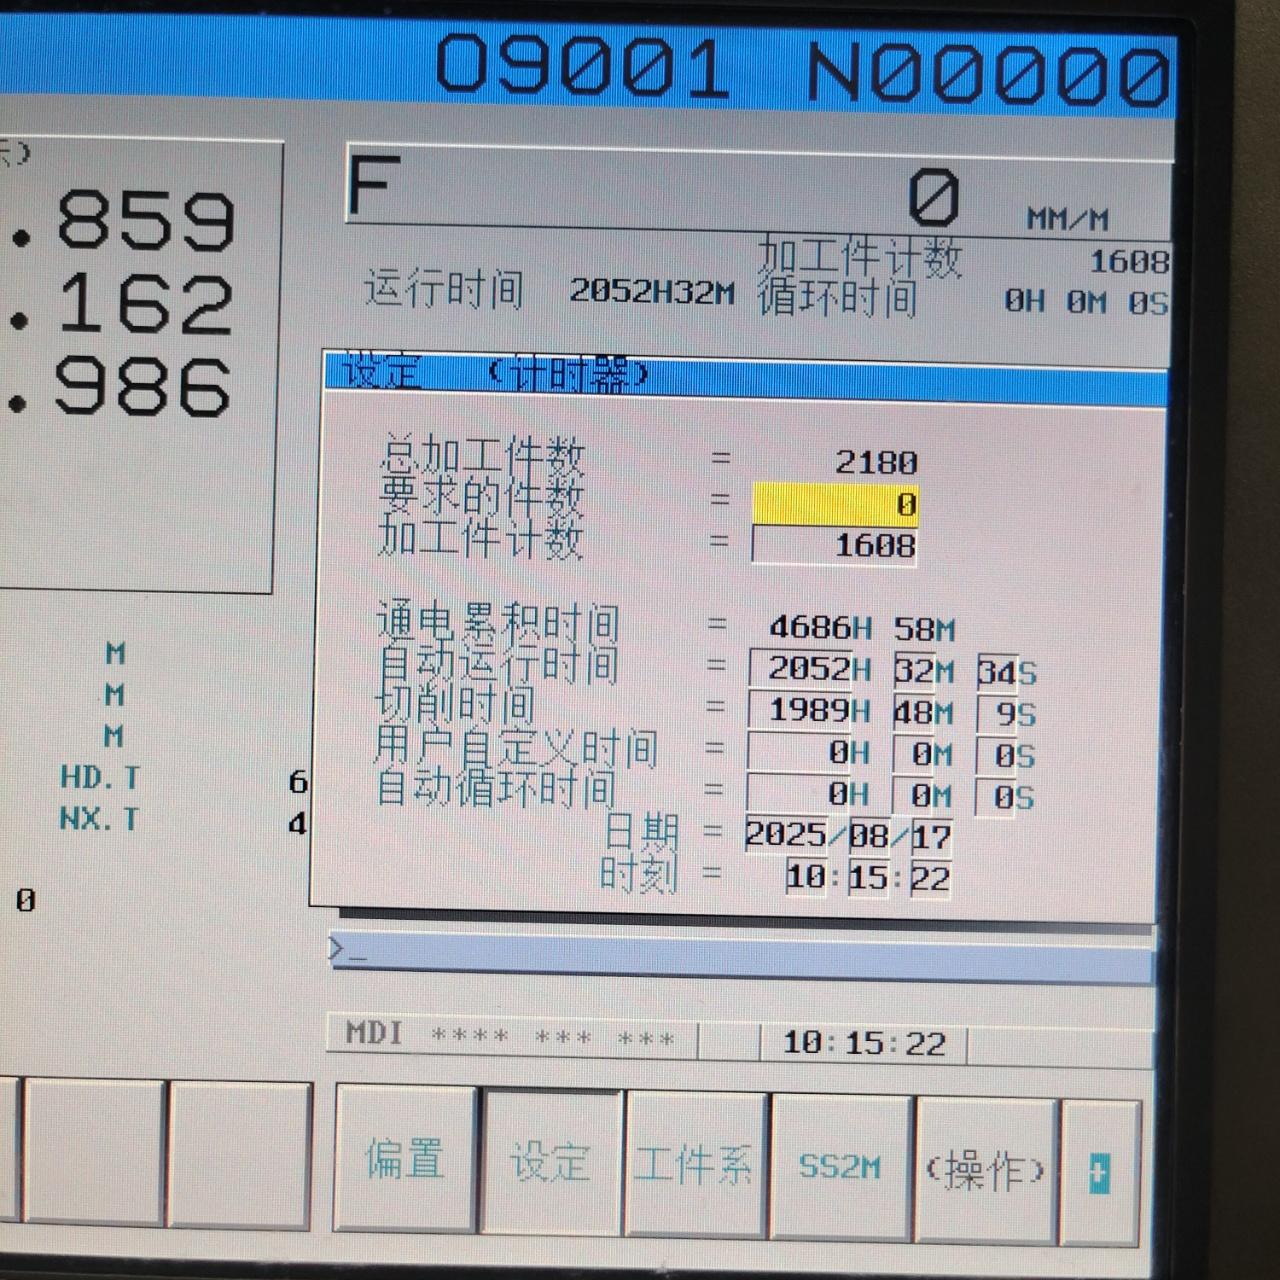 O9001 N00000
.859
.162
.986
F 0 MM/M
加工件计数 1608
运行时间 2052H32M 循环时间 0H 0M 0S
设定 (计时器)
总加工件数 = 2180
要求的件数 = 0
加工件计数 = 1608
通电累积时间 = 4686H 58M
自动运行时间 = 2052H 32M 34S
切削时间 = 1989H 48M 9S
用户自定义时间 = 0H 0M 0S
自动循环时间 = 0H 0M 0S
日期 = 2025/08/17
时刻 = 10:15:22
M
M
M
HD.T 6
NX.T 4
0
>_
MDI **** *** *** 10:15:22
偏置 设定 工件系 SS2M (操作) +